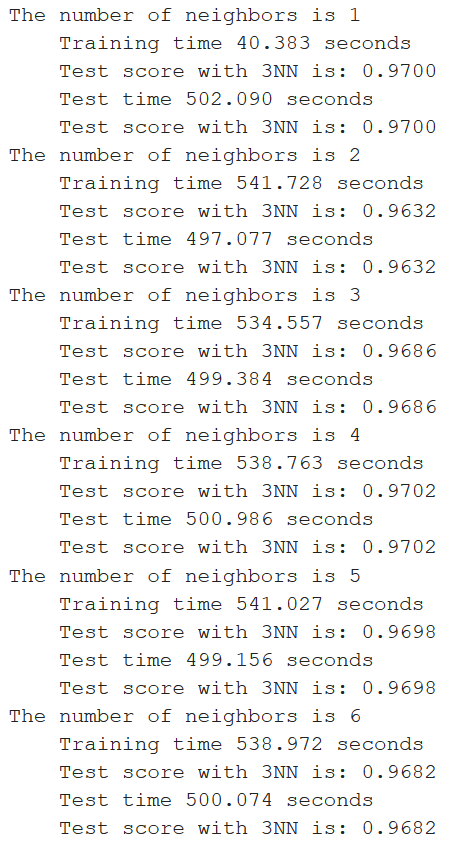 The number of neighbors is 1
Training time 40.383 seconds
Test score with 3NN is: 0.9700
Test time 502.090 seconds
Test score with 3NN is: 0.9700
The number of neighbors is 2
Training time 541.728 seconds
Test score with 3NN is: 0.9632
Test time 497.077 seconds
Test score with 3NN is: 0.9632
The number of neighbors is 3
Training time 534.557 seconds
Test score with 3NN is: 0.9686
Test time 499.384 seconds
Test score with 3NN is: 0.9686
The number of neighbors is 4
Training time 538.763 seconds
Test score with 3NN is: 0.9702
Test time 500.986 seconds
Test score with 3NN is: 0.9702
The number of neighbors is 5
Training time 541.027 seconds
Test score with 3NN is: 0.9698
Test time 499.156 seconds
Test score with 3NN is: 0.9698
The number of neighbors is 6
Training time 538.972 seconds
Test score with 3NN is: 0.9682
Test time 500.074 seconds
Test score with 3NN is: 0.9682